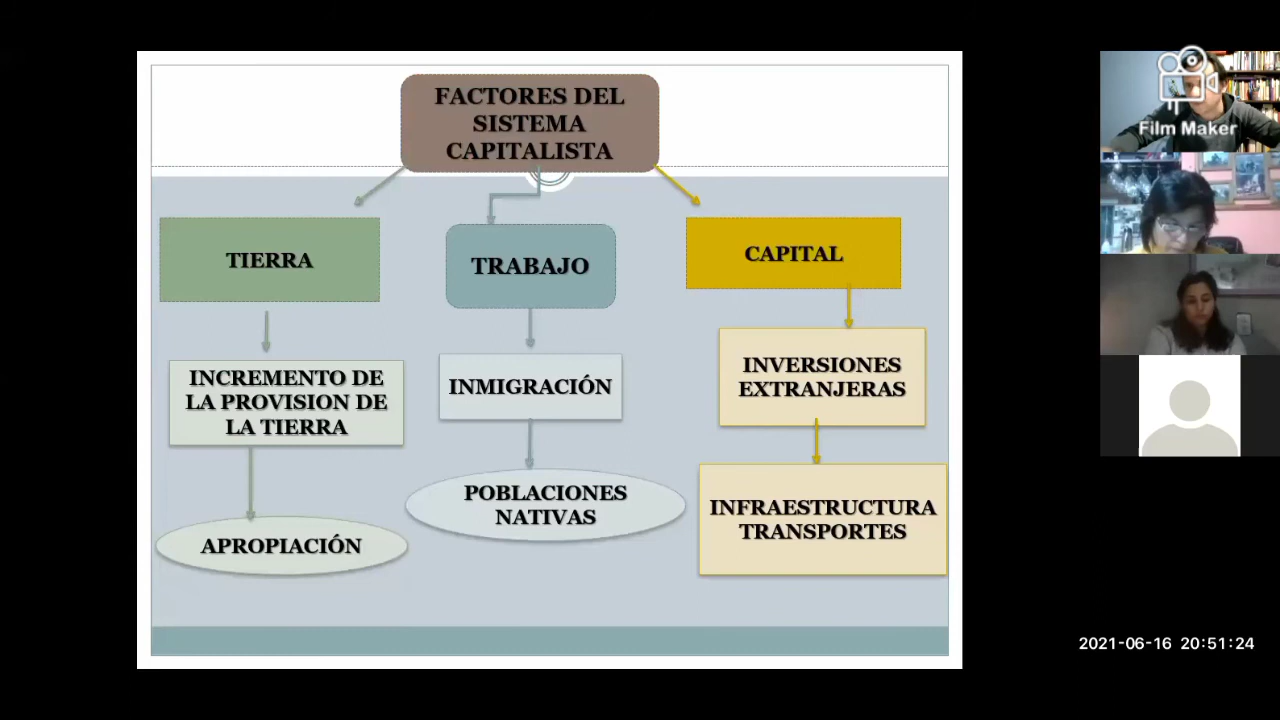 FACTORES DEL
SISTEMA
CAPITALISTA
TIERRA
TRABAJO
CAPITAL
INCREMENTO DE
LA PROVISION DE
LA TIERRA
INMIGRACIÓN
INVERSIONES
EXTRANJERAS
APROPIACIÓN
POBLACIONES
NATIVAS
INFRAESTRUCTURA
TRANSPORTES
Film Maker
2021-06-16 20:51:24